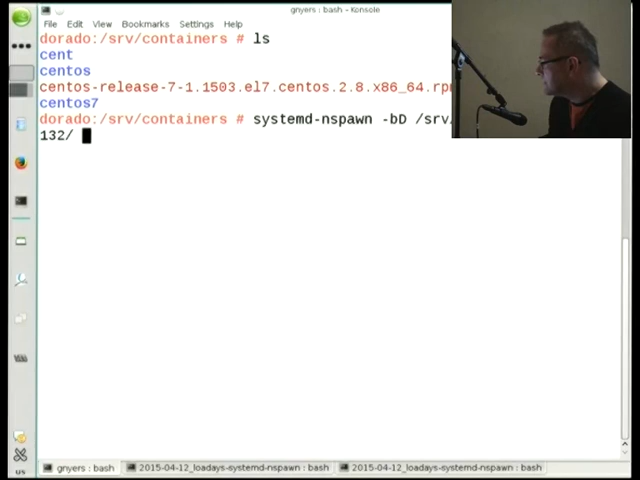 gnyers : bash – Konsole
File Edit View Bookmarks Settings Help
dorado:/srv/containers # ls
cent
centos
centos-release-7-1.1503.el7.centos.2.8.x86_64.rpm
centos7
dorado:/srv/containers # systemd-nspawn -bD /srv
132/
gnyers : bash
2015-04-12_loadays-systemd-nspawn : bash
2015-04-12_loadays-systemd-nspawn : bash
us